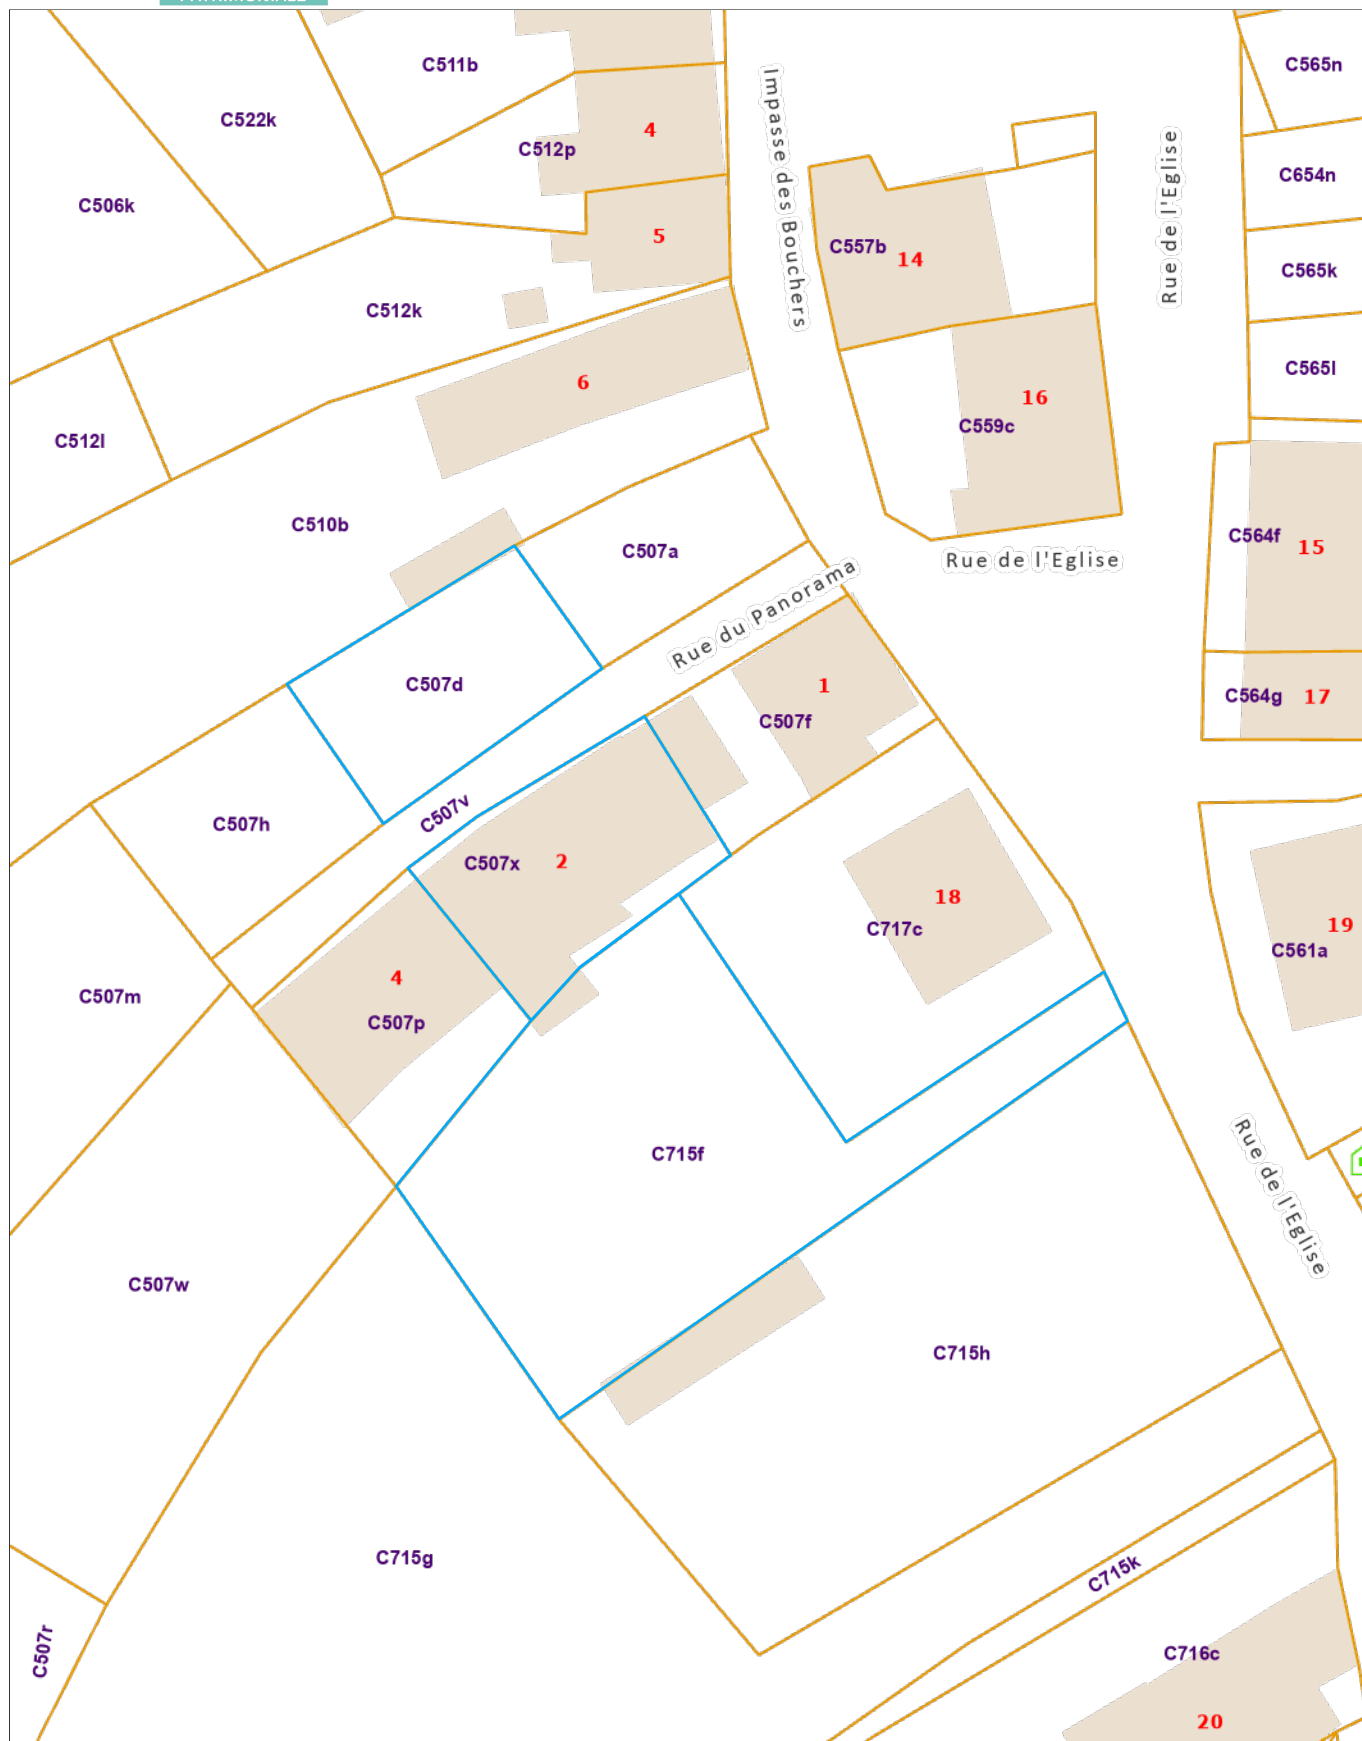 C511b
C565n
C522k
4
C512p
Impasse des Bouchers
Rue de l'Eglise
C654n
C506k
5
C557b
14
C565k
C512k
6
C565l
16
C559c
C512l
C510b
C507a
C564f
15
Rue de l'Eglise
Rue du Panorama
C507d
1
C507f
C564g
17
C507h
C507v
C507x
2
18
C717c
19
C561a
4
C507m
C507p
C715f
Rue de l'Eglise
C507w
C715h
C715g
C715k
C507r
C716c
20